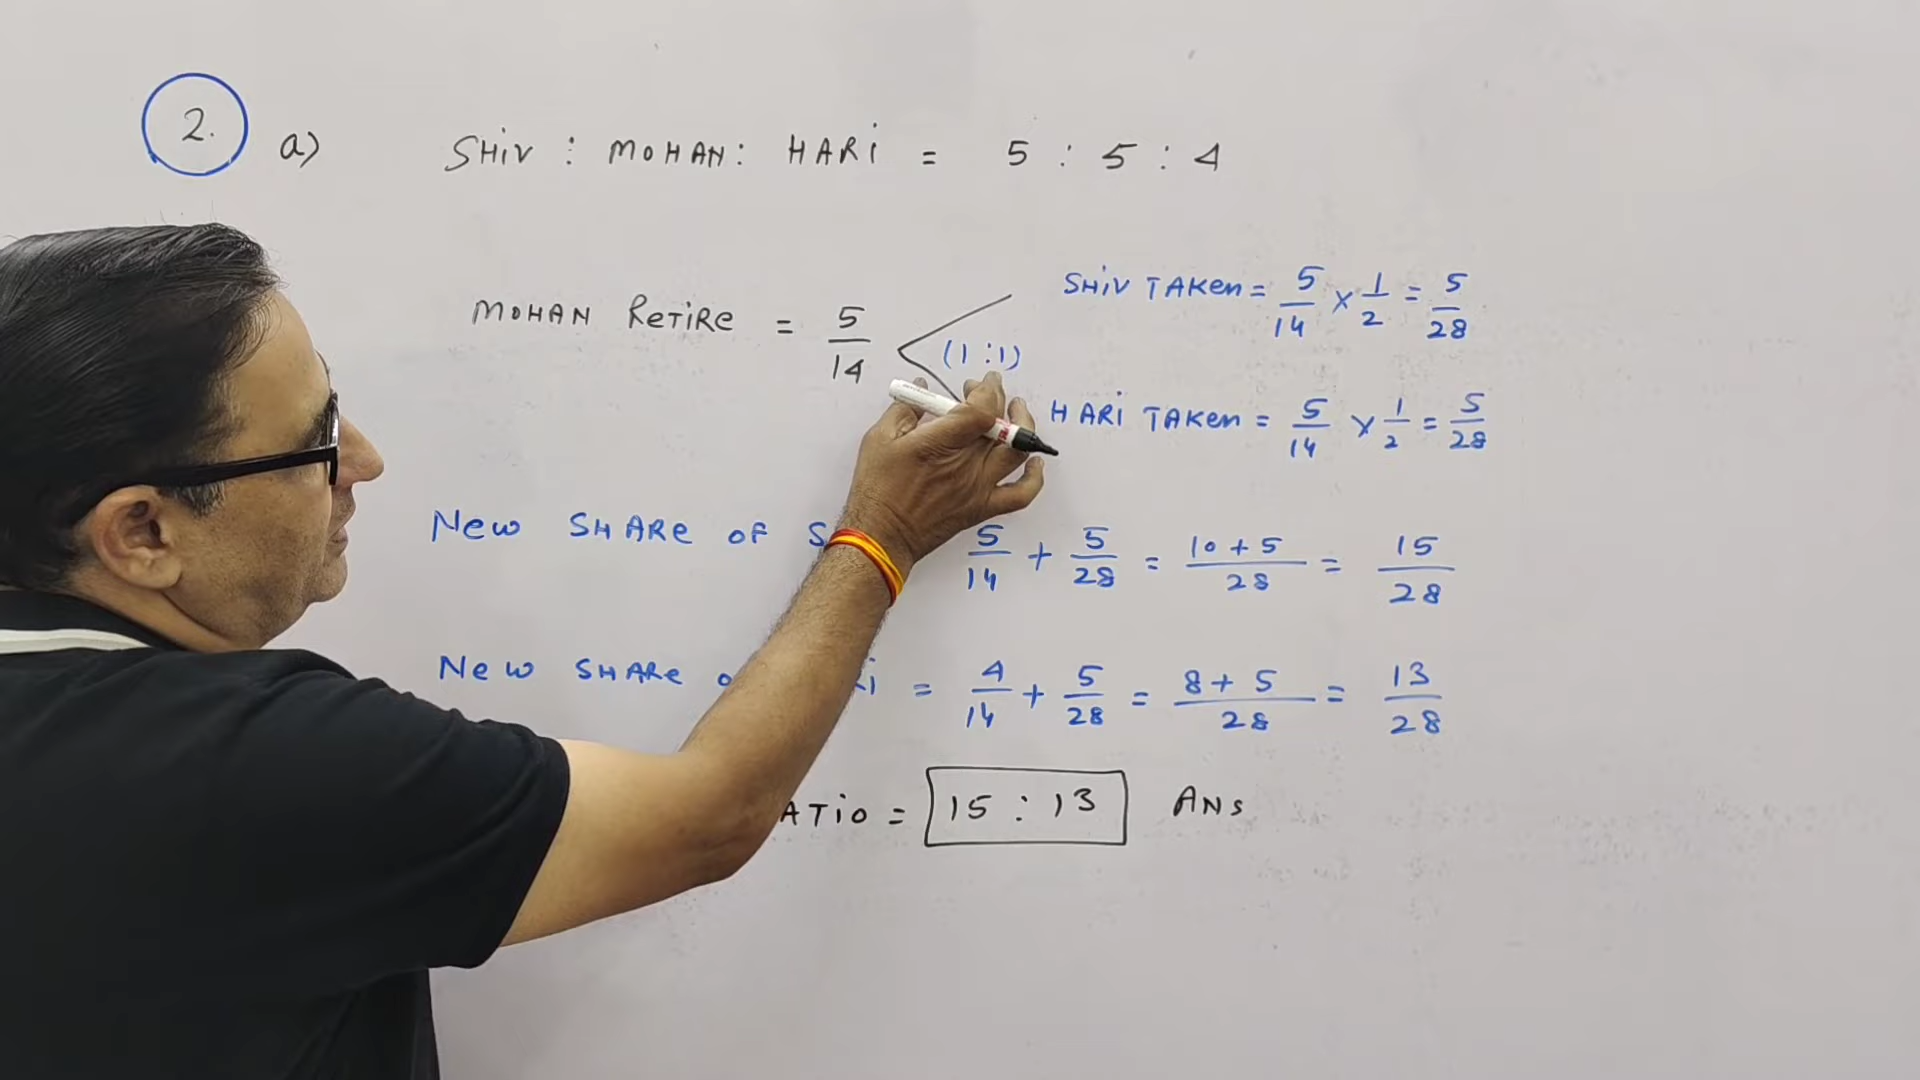 2. a) SHiV : MOHAN : HARi = 5 : 5 : 4
MOHAN RetiRe = 5/14 (1 : 1)
SHiV TAKen = 5/14 × 1/2 = 5/28
HARi TAKen = 5/14 × 1/2 = 5/28
New SHARe oF 5/14 + 5/28 = 10 + 5/28 = 15/28
New SHARe = 4/14 + 5/28 = 8 + 5/28 = 13/28
= 15 : 13 Ans